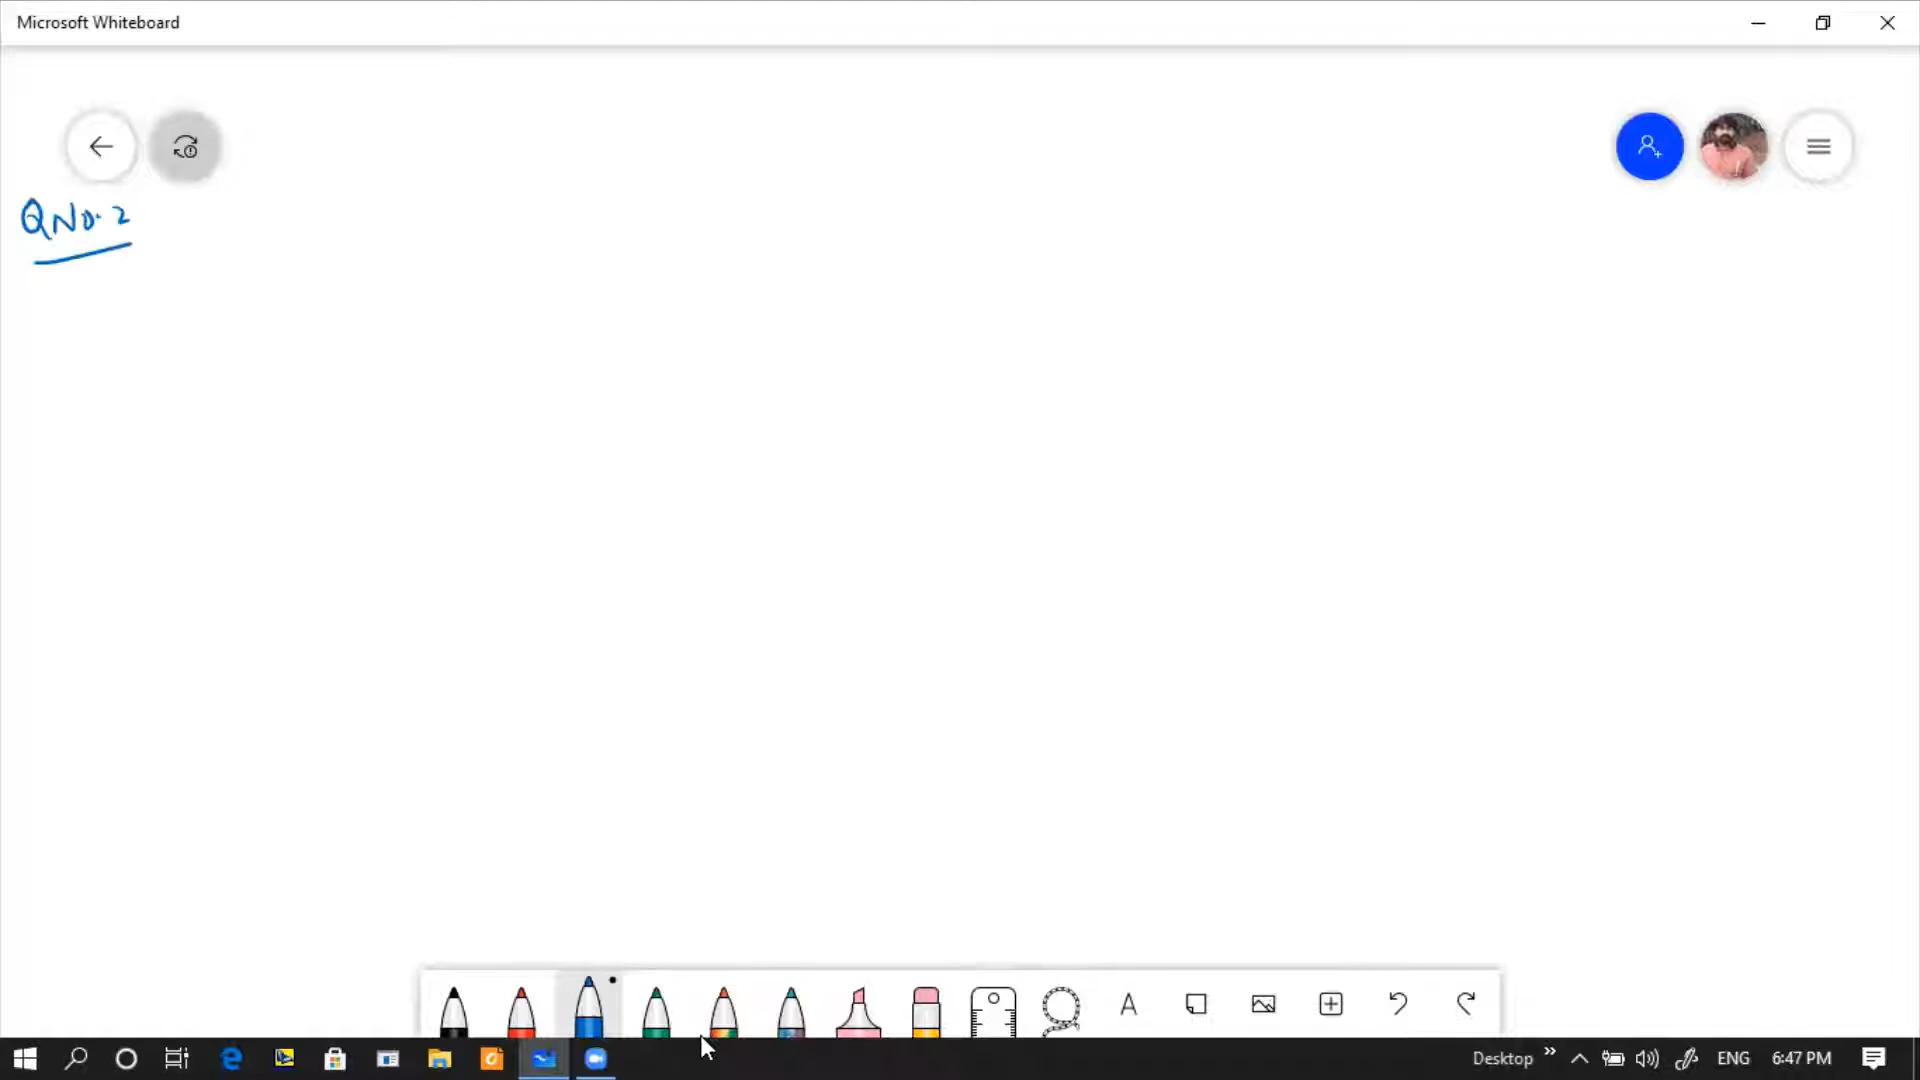 Microsoft Whiteboard
QNO.2
A
Desktop
ENG
6:47 PM